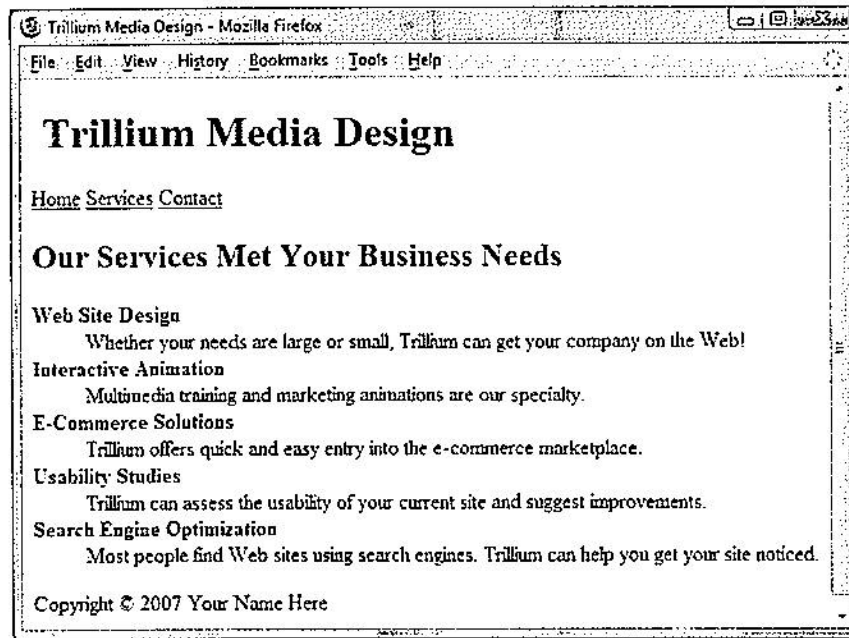 Trillium Media Design - Mozilla Firefox
File Edit View History Bookmarks Tools Help
Trillium Media Design
Home Services Contact
Our Services Met Your Business Needs
Web Site Design
Whether your needs are large or small, Trillium can get your company on the Web!
Interactive Animation
Multimedia training and marketing animations are our specialty.
E-Commerce Solutions
Trillium offers quick and easy entry into the e-commerce marketplace.
Usability Studies
Trillium can assess the usability of your current site and suggest improvements.
Search Engine Optimization
Most people find Web sites using search engines. Trillium can help you get your site noticed.
Copyright © 2007 Your Name Here